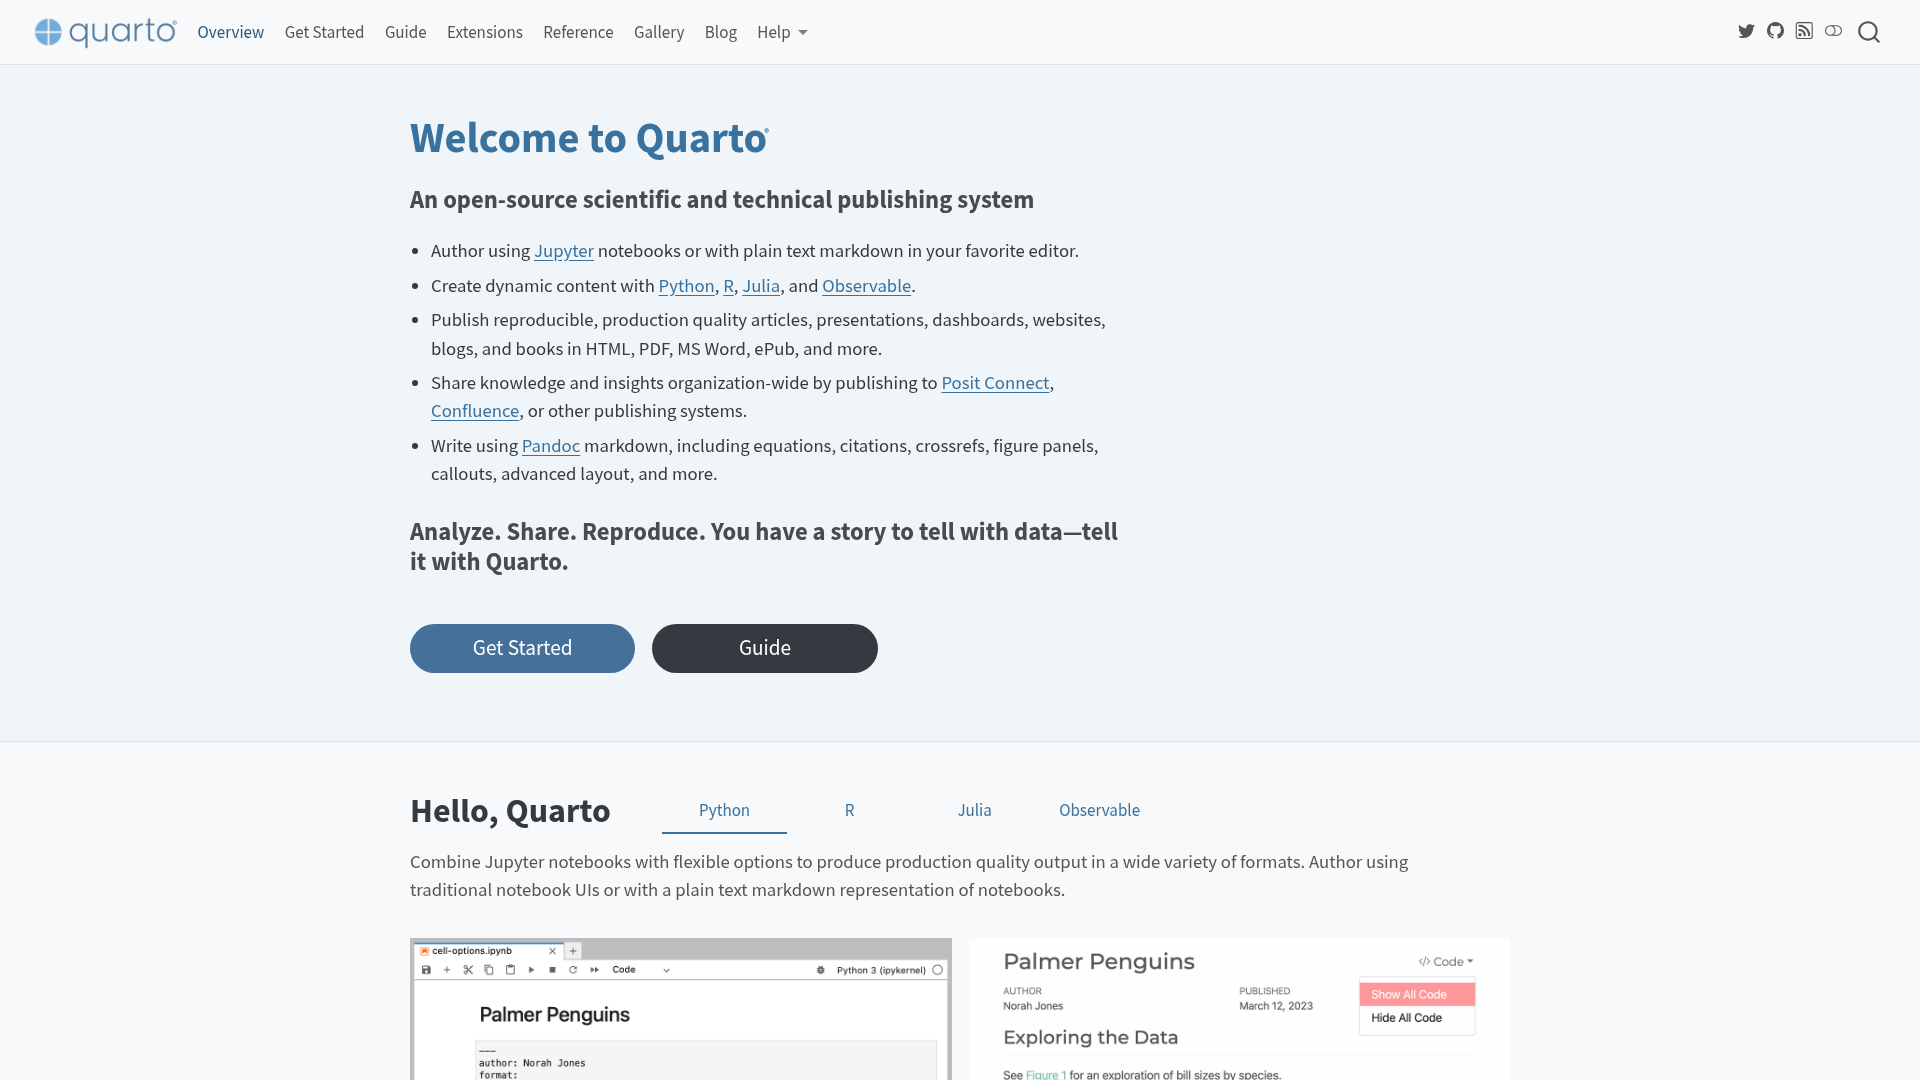 quarto
Overview
Get Started
Guide
Extensions
Reference
Gallery
Blog
Help
Welcome to Quarto®
An open-source scientific and technical publishing system
Author using Jupyter notebooks or with plain text markdown in your favorite editor.
Create dynamic content with Python, R, Julia, and Observable.
Publish reproducible, production quality articles, presentations, dashboards, websites,
blogs, and books in HTML, PDF, MS Word, ePub, and more.
Share knowledge and insights organization-wide by publishing to Posit Connect,
Confluence, or other publishing systems.
Write using Pandoc markdown, including equations, citations, crossrefs, figure panels,
callouts, advanced layout, and more.
Analyze. Share. Reproduce. You have a story to tell with data—tell
it with Quarto.
Get Started
Guide
Hello, Quarto
Python
R
Julia
Observable
Combine Jupyter notebooks with flexible options to produce production quality output in a wide variety of formats. Author using
traditional notebook UIs or with a plain text markdown representation of notebooks.
cell-options.ipynb
Code
Python 3 (ipykernel)
Palmer Penguins
---
author: Norah Jones
format:
Palmer Penguins
</> Code
AUTHOR
Norah Jones
PUBLISHED
March 12, 2023
Show All Code
Hide All Code
Exploring the Data
See Figure 1 for an exploration of bill sizes by species.